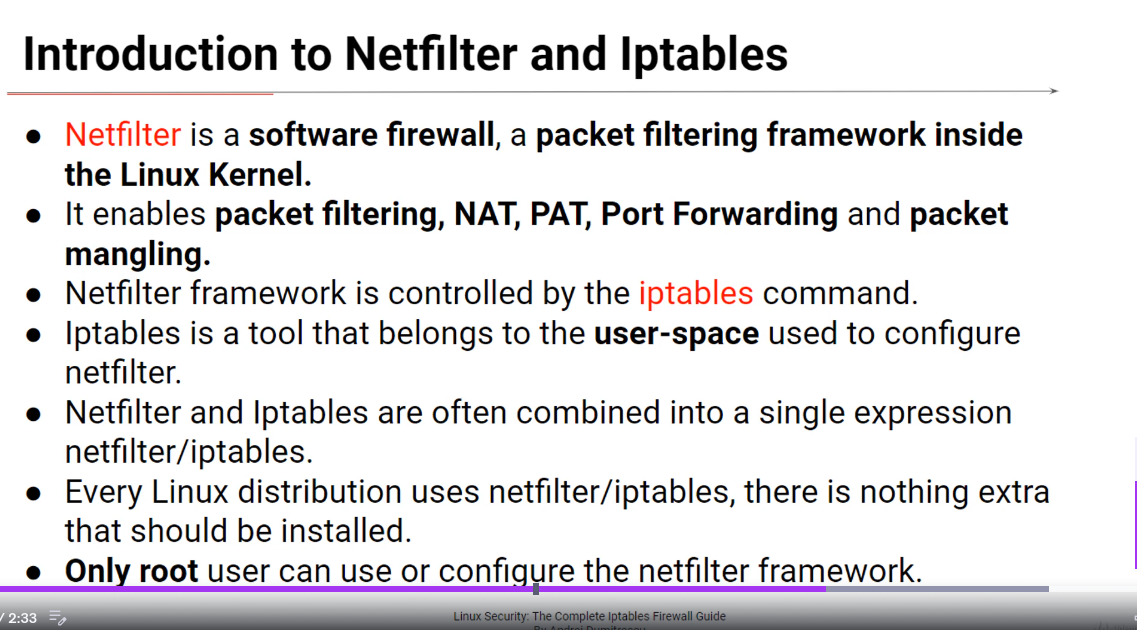 Introduction to Netfilter and Iptables
● Netfilter is a software firewall, a packet filtering framework inside
the Linux Kernel.
● It enables packet filtering, NAT, PAT, Port Forwarding and packet
mangling.
● Netfilter framework is controlled by the iptables command.
● Iptables is a tool that belongs to the user-space used to configure
netfilter.
● Netfilter and Iptables are often combined into a single expression
netfilter/iptables.
● Every Linux distribution uses netfilter/iptables, there is nothing extra
that should be installed.
● Only root user can use or configure the netfilter framework.
/ 2:33
Linux Security: The Complete Iptables Firewall Guide
By Andrei Dumitrescu